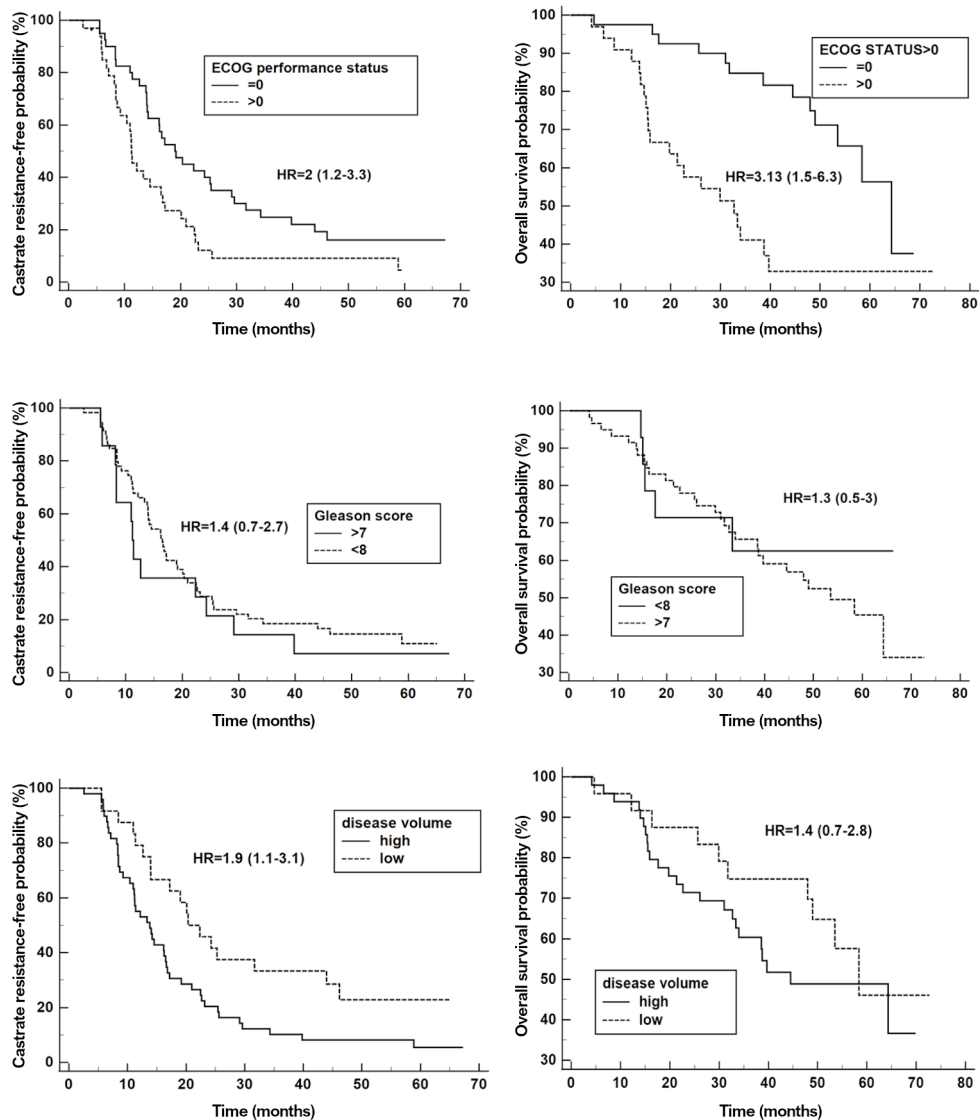 Castrate resistance-free probability (%)
100
80
60
40
20
0
ECOG performance status
=0
>0
HR=2 (1.2-3.3)
0 10 20 30 40 50 60 70
Time (months)
Overall survival probability (%)
100
90
80
70
60
50
40
30
ECOG STATUS>0
=0
>0
HR=3.13 (1.5-6.3)
0 10 20 30 40 50 60 70 80
Time (months)
Castrate resistance-free probability (%)
100
80
60
40
20
0
HR=1.4 (0.7-2.7)
Gleason score
>7
<8
0 10 20 30 40 50 60 70
Time (months)
Overall survival probability (%)
100
90
80
70
60
50
40
30
HR=1.3 (0.5-3)
Gleason score
<8
>7
0 10 20 30 40 50 60 70 80
Time (months)
Castrate resistance-free probability (%)
100
80
60
40
20
0
disease volume
high
low
HR=1.9 (1.1-3.1)
0 10 20 30 40 50 60 70
Time (months)
Overall survival probability (%)
100
90
80
70
60
50
40
30
HR=1.4 (0.7-2.8)
disease volume
high
low
0 10 20 30 40 50 60 70 80
Time (months)